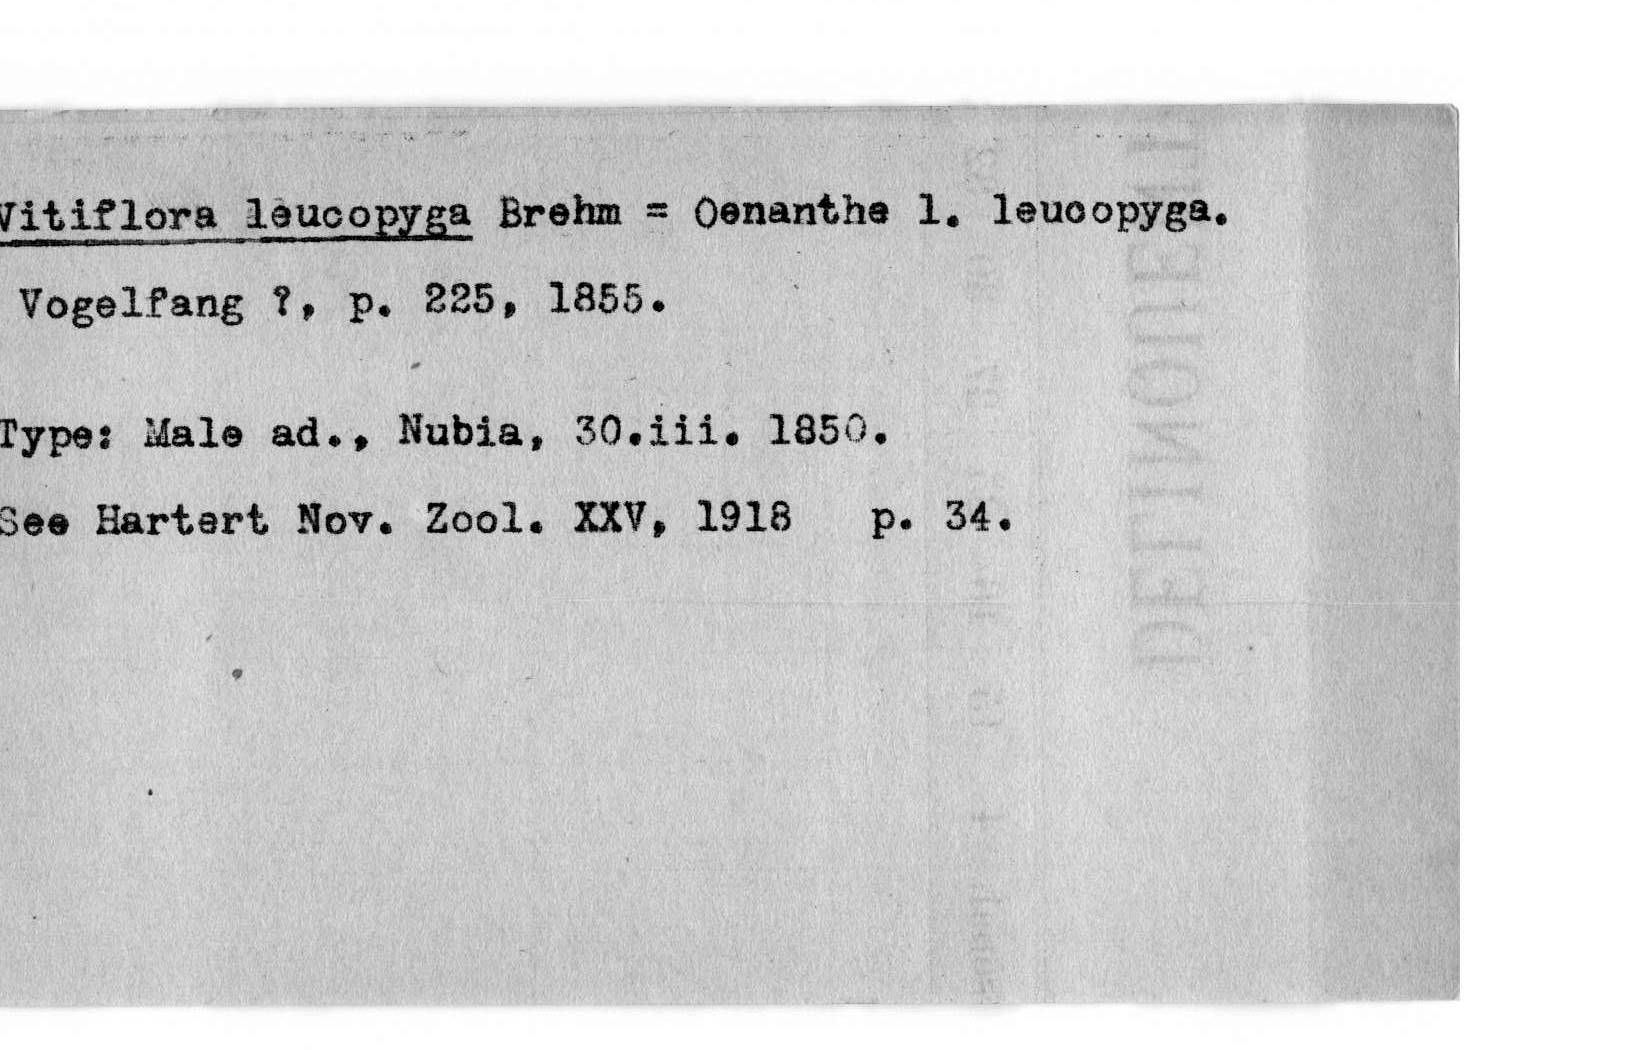 Vitiflora leucopyga Brehm = Oenanthe l. leucopyga.
Vogelfang ?, p. 225, 1855.
Type: Male ad., Nubia, 30.iii. 1850.
See Hartert Nov. Zool. XXV, 1918 p. 34.
DELINQUENT